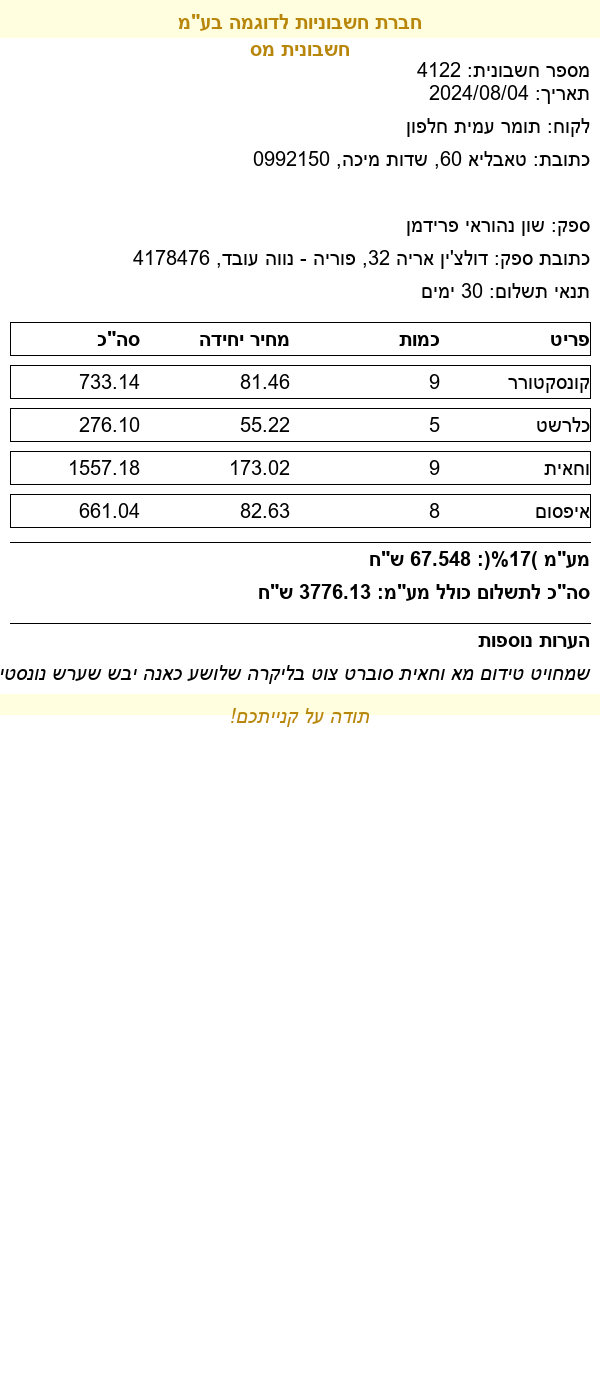 חברת חשבוניות לדוגמה בע"מ
חשבונית מס
מספר חשבונית: 4122
תאריך: 2024/08/04
לקוח: תומר עמית חלפון
כתובת: טאבליא 60, שדות מיכה, 0992150
ספק: שון נהוראי פרידמן
כתובת ספק: דולצ'ין אריה 32, פוריה - נווה עובד, 4178476
תנאי תשלום: 30 ימים
פריט כמות מחיר יחידה סה"כ
קונסקטורר 9 81.46 733.14
כלרשט 5 55.22 276.10
וחאית 9 173.02 1557.18
איפסום 8 82.63 661.04
מע"מ )17%(: 67.548 ש"ח
סה"כ לתשלום כולל מע"מ: 3776.13 ש"ח
הערות נוספות
שמחויט טידום מא וחאית סוברט צוט בליקרה שלושע כאנה יבש שערש נונסטי
תודה על קנייתכם!